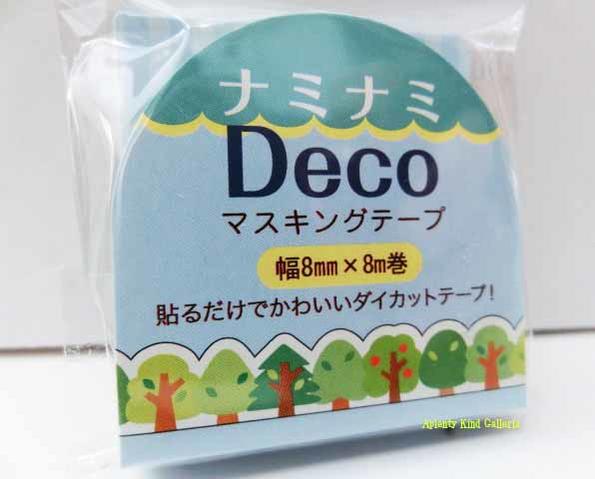 ナミナミ
Deco
マスキングテープ
幅8mm×8m巻
貼るだけでかわいいダイカットテープ!
Aplenty Kind Galleria